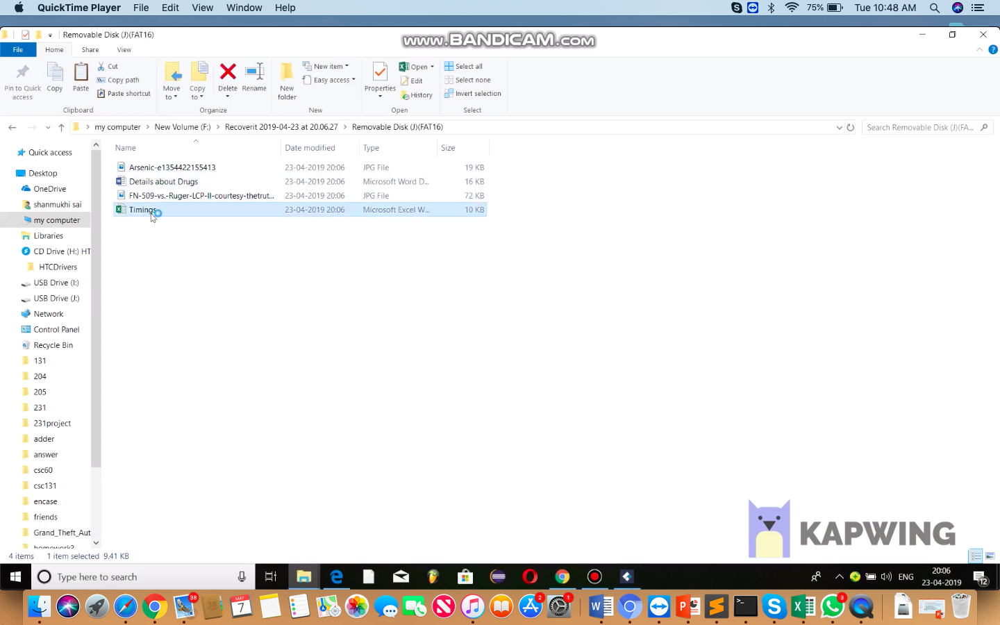 QuickTime Player File Edit View Window Help 75% Tue 10:48 AM
Removable Disk (J)(FAT16)
www.BANDICAM.com
File Home Share View
Pin to Quick access
Copy
Paste
Cut
Copy path
Paste shortcut
Clipboard
Move to
Copy to
Delete
Rename
Organize
New folder
New item
Easy access
New
Properties
Open
Edit
History
Open
Select all
Select none
Invert selection
Select
my computer > New Volume (F:) > Recoverit 2019-04-23 at 20.06.27 > Removable Disk (J)(FAT16)
Search Removable Disk (J)(FA...
Name Date modified Type Size
Arsenic-e1354422155413 23-04-2019 20:06 JPG File 19 KB
Details about Drugs 23-04-2019 20:06 Microsoft Word D... 16 KB
FN-509-vs.-Ruger-LCP-II-courtesy-thetrut... 23-04-2019 20:06 JPG File 72 KB
Timings 23-04-2019 20:06 Microsoft Excel W... 10 KB
Quick access
Desktop
OneDrive
shanmukhi sai
my computer
Libraries
CD Drive (H:) HT
HTCDrivers
USB Drive (I:)
USB Drive (J:)
Network
Control Panel
Recycle Bin
131
204
205
231
231project
adder
answer
csc60
csc131
encase
friends
Grand_Theft_Aut
homework3
KAPWING
4 items 1 item selected 9.41 KB
Type here to search
ENG
20:06
23-04-2019
12
38
MAY
7
2
1
3